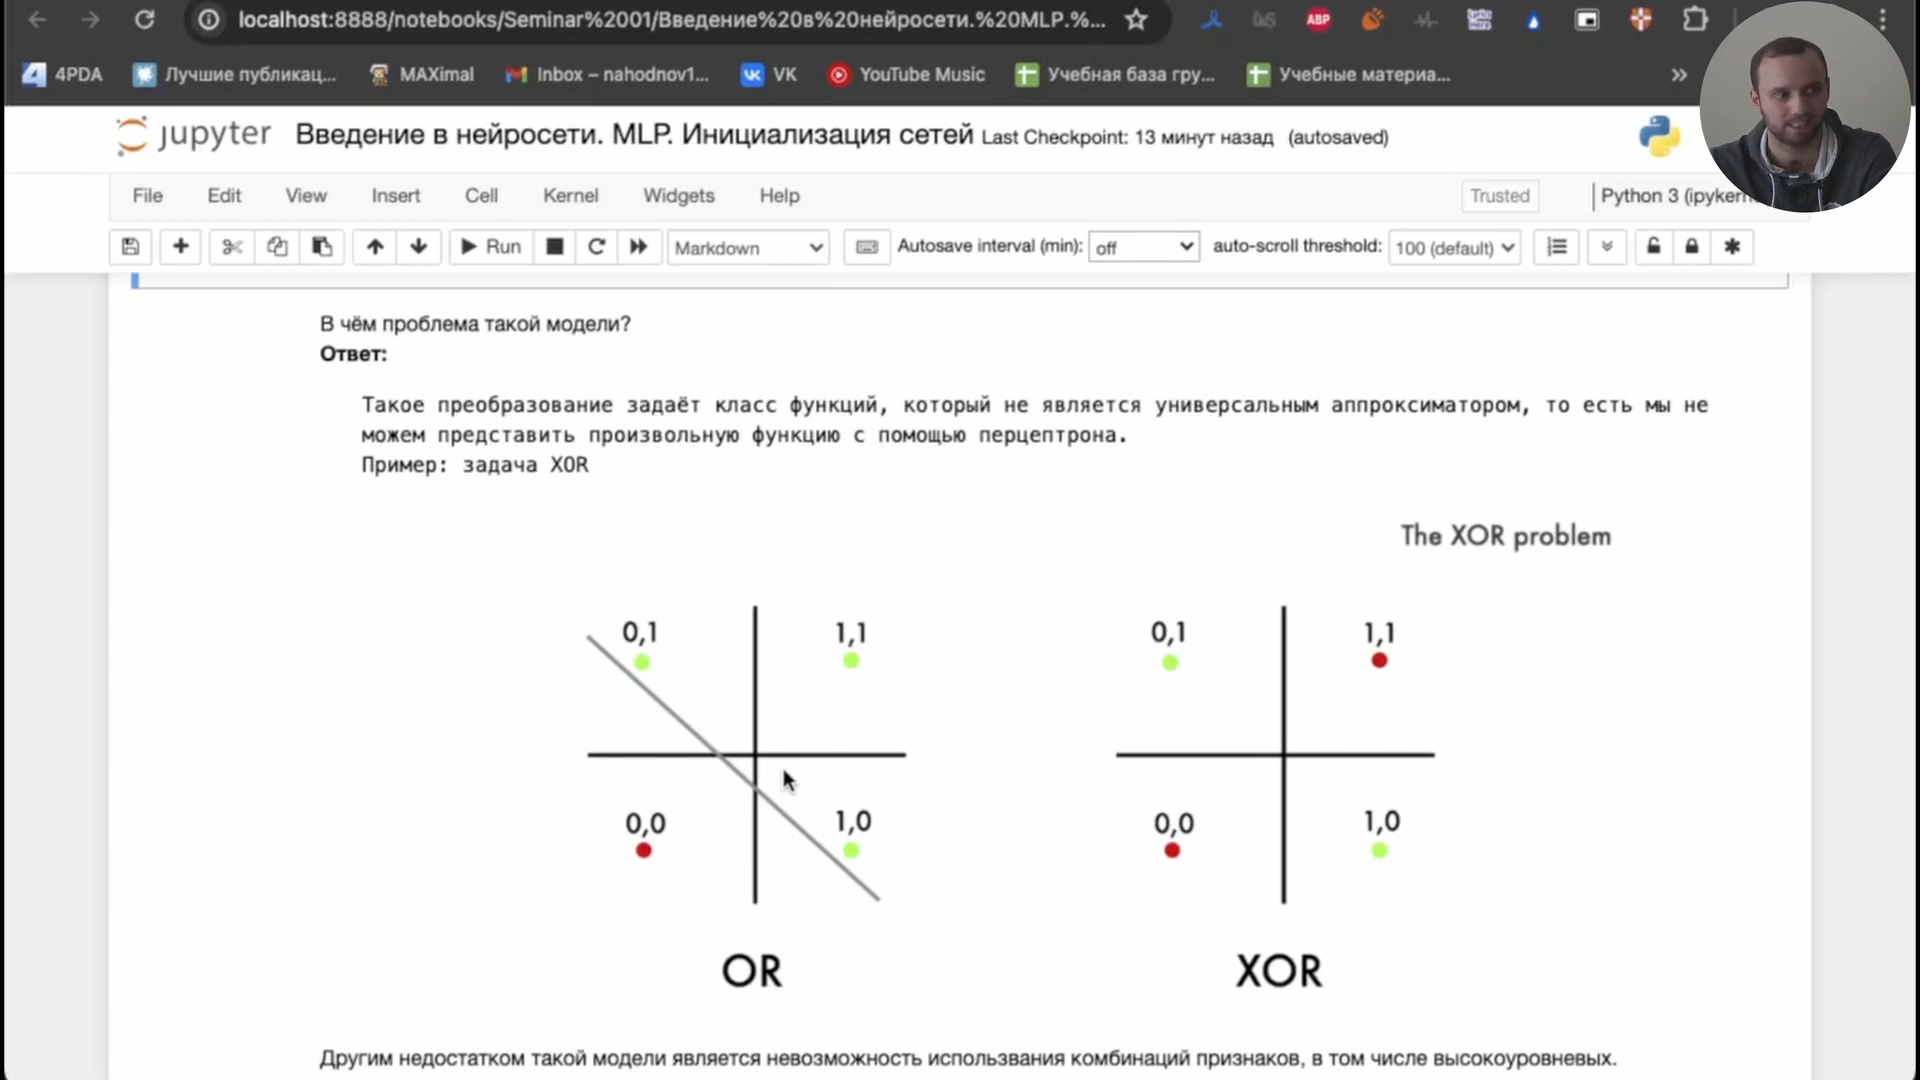 localhost:8888/notebooks/Seminar%2001/Введение%20в%20нейросети.%20MLP.%...
ABP
4PDA
Лучшие публикац...
MAXimal
Inbox – nahodnov1...
VK
YouTube Music
Учебная база гру...
Учебные материа...
»
jupyter Введение в нейросети. MLP. Инициализация сетей Last Checkpoint: 13 минут назад (autosaved)
File Edit View Insert Cell Kernel Widgets Help Trusted Python 3 (ipykern
Run Markdown Autosave interval (min): off auto-scroll threshold: 100 (default)
В чём проблема такой модели?
Ответ:
Такое преобразование задаёт класс функций, который не является универсальным аппроксиматором, то есть мы не
можем представить произвольную функцию с помощью перцептрона.
Пример: задача XOR
The XOR problem
0,1 1,1 0,1 1,1
0,0 1,0 0,0 1,0
OR XOR
Другим недостатком такой модели является невозможность использвания комбинаций признаков, в том числе высокоуровневых.